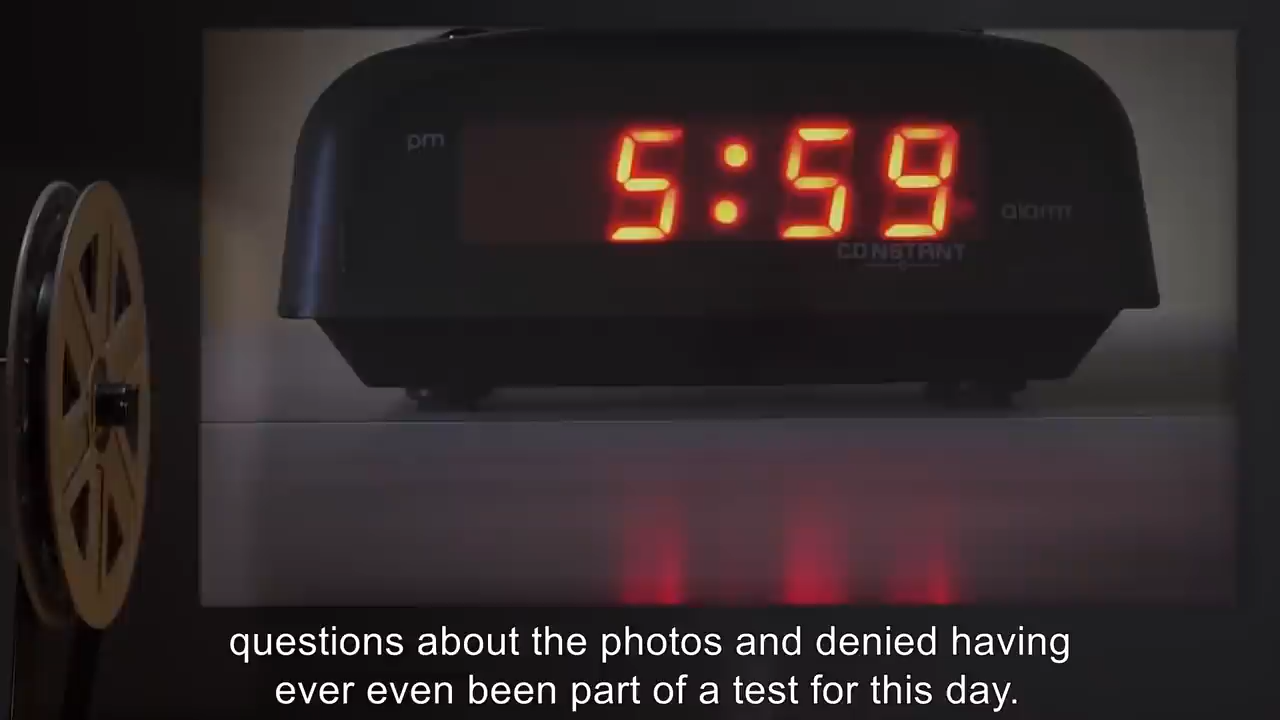 pm
5:59
alarm
CONSTANT
questions about the photos and denied having
ever even been part of a test for this day.